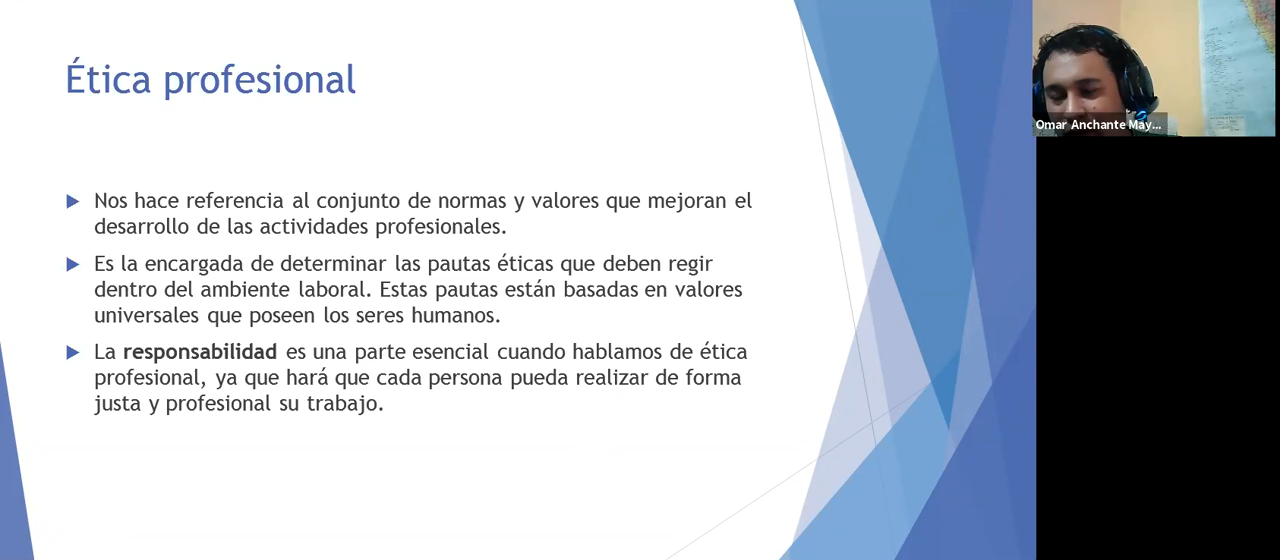 Ética profesional
Nos hace referencia al conjunto de normas y valores que mejoran el
desarrollo de las actividades profesionales.
Es la encargada de determinar las pautas éticas que deben regir
dentro del ambiente laboral. Estas pautas están basadas en valores
universales que poseen los seres humanos.
La responsabilidad es una parte esencial cuando hablamos de ética
profesional, ya que hará que cada persona pueda realizar de forma
justa y profesional su trabajo.
Omar Anchante May...